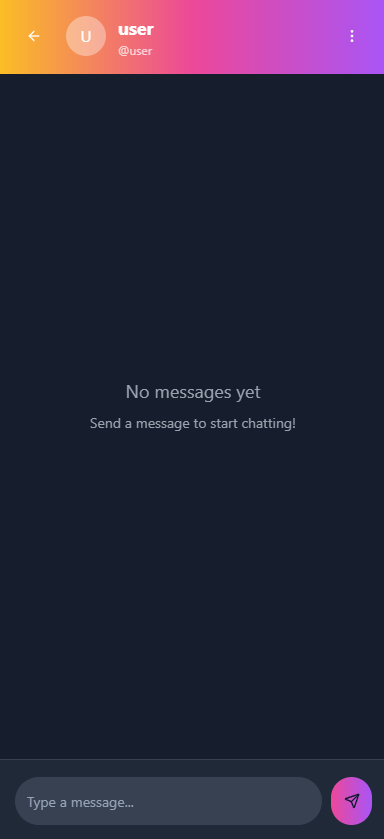 U
user
@user
No messages yet
Send a message to start chatting!
Type a message...